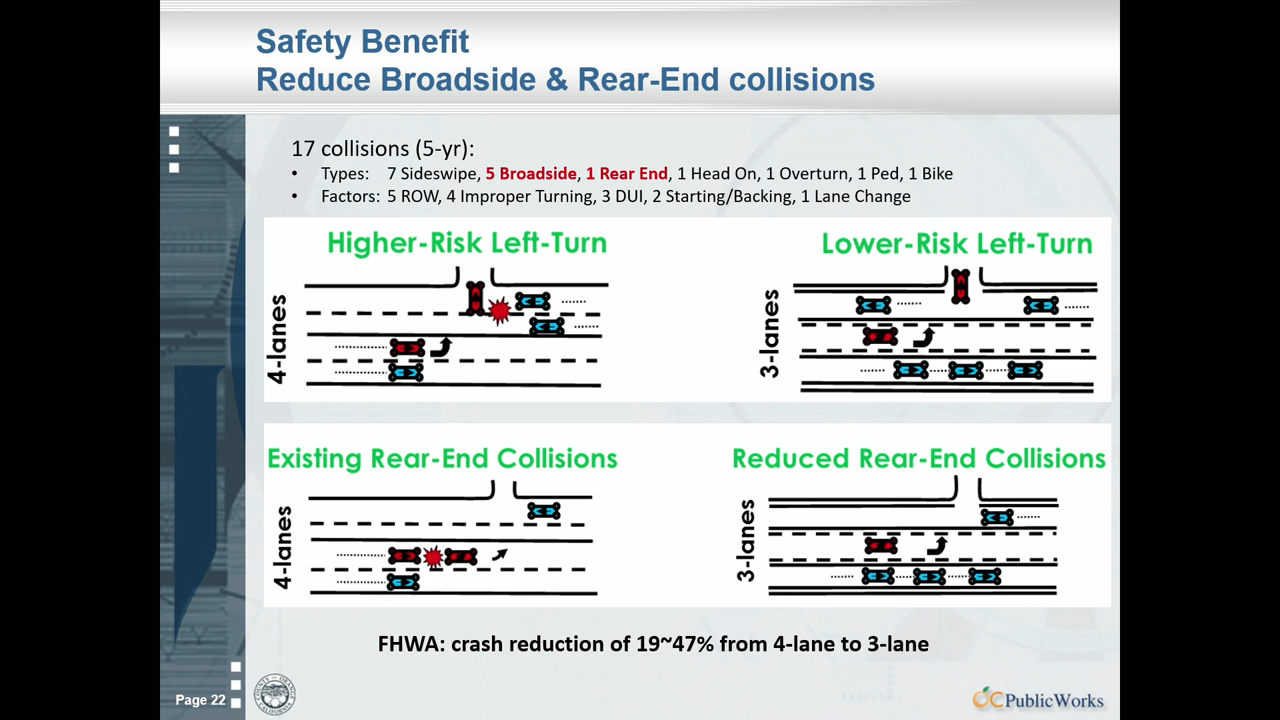 Safety Benefit
Reduce Broadside & Rear-End collisions
17 collisions (5-yr):
• Types: 7 Sideswipe, 5 Broadside, 1 Rear End, 1 Head On, 1 Overturn, 1 Ped, 1 Bike
• Factors: 5 ROW, 4 Improper Turning, 3 DUI, 2 Starting/Backing, 1 Lane Change
Higher-Risk Left-Turn
4-lanes
Lower-Risk Left-Turn
3-lanes
Existing Rear-End Collisions
4-lanes
Reduced Rear-End Collisions
3-lanes
FHWA: crash reduction of 19~47% from 4-lane to 3-lane
Page 22
OCPublicWorks